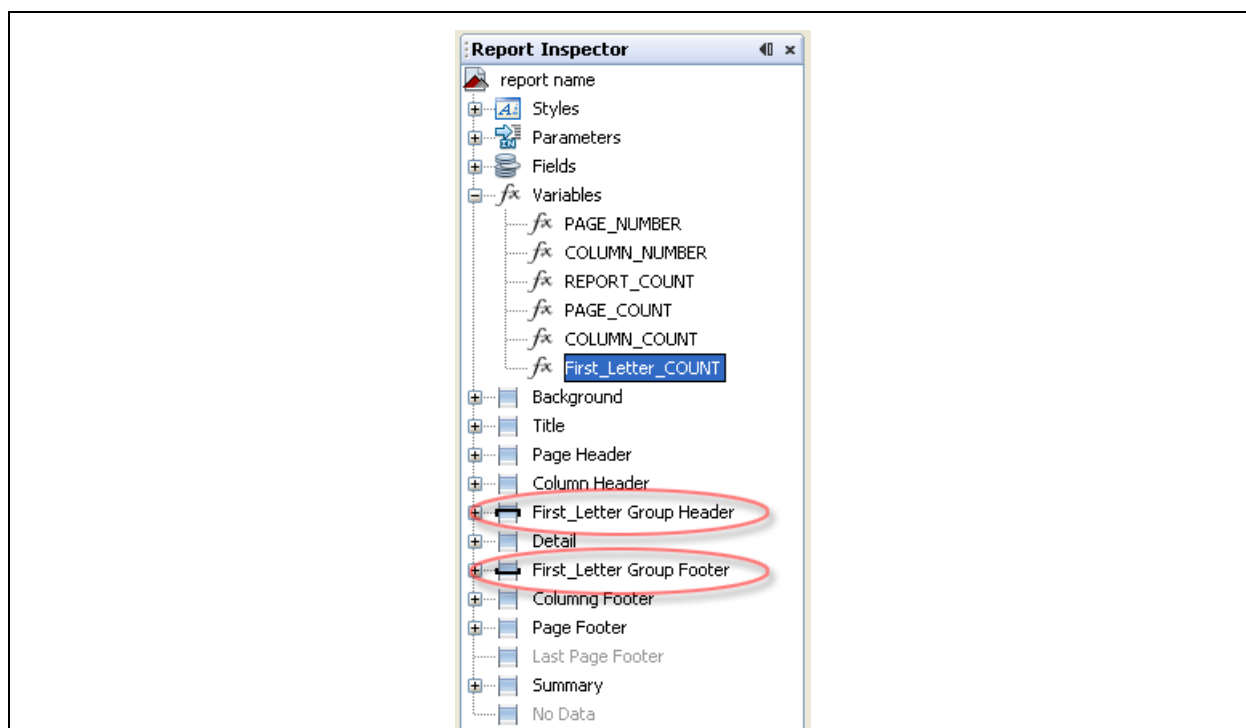 Report Inspector
report name
Styles
Parameters
Fields
Variables
PAGE_NUMBER
COLUMN_NUMBER
REPORT_COUNT
PAGE_COUNT
COLUMN_COUNT
First_Letter_COUNT
Background
Title
Page Header
Column Header
First_Letter Group Header
Detail
First_Letter Group Footer
Columng Footer
Page Footer
Last Page Footer
Summary
No Data